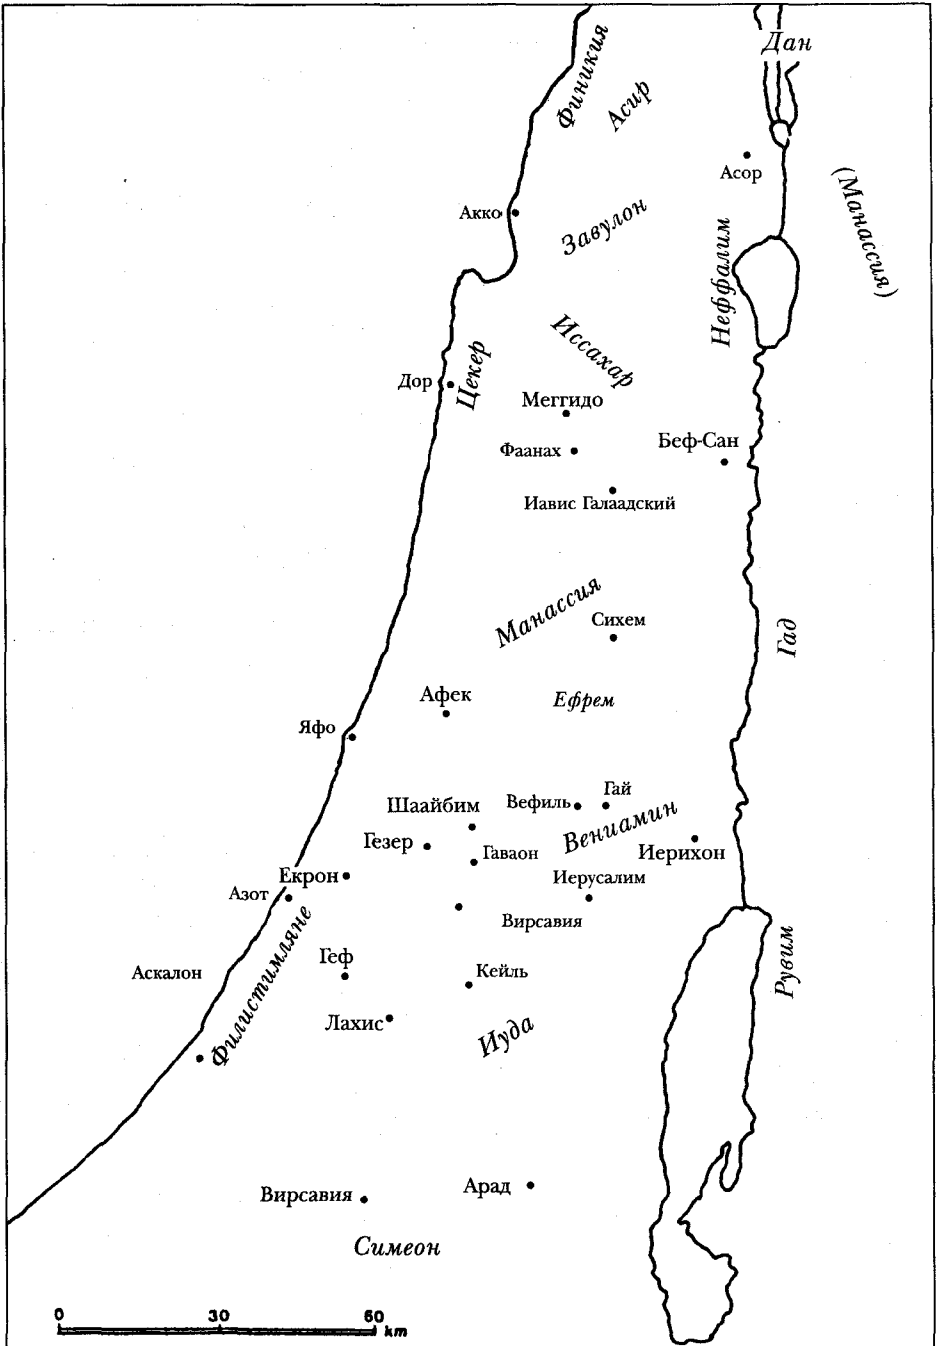 Дан
Финикия
Асир
Асор
(Манассия)
Акко
Завулон
Неффалим
Иссахар
Цекер
Дор
Меггидо
Беф-Сан
Фаанах
Иавис Галаадский
Манассия
Сихем
Гад
Афек
Ефрем
Яфо
Гай
Вефиль
Шаайбим
Вениамин
Гезер
Гаваон
Иерихон
Екрон
Иерусалим
Азот
Вирсавия
Филистимляне
Рувим
Геф
Аскалон
Кейль
Лахис
Иуда
Вирсавия
Арад
Симеон
0 30 60
km